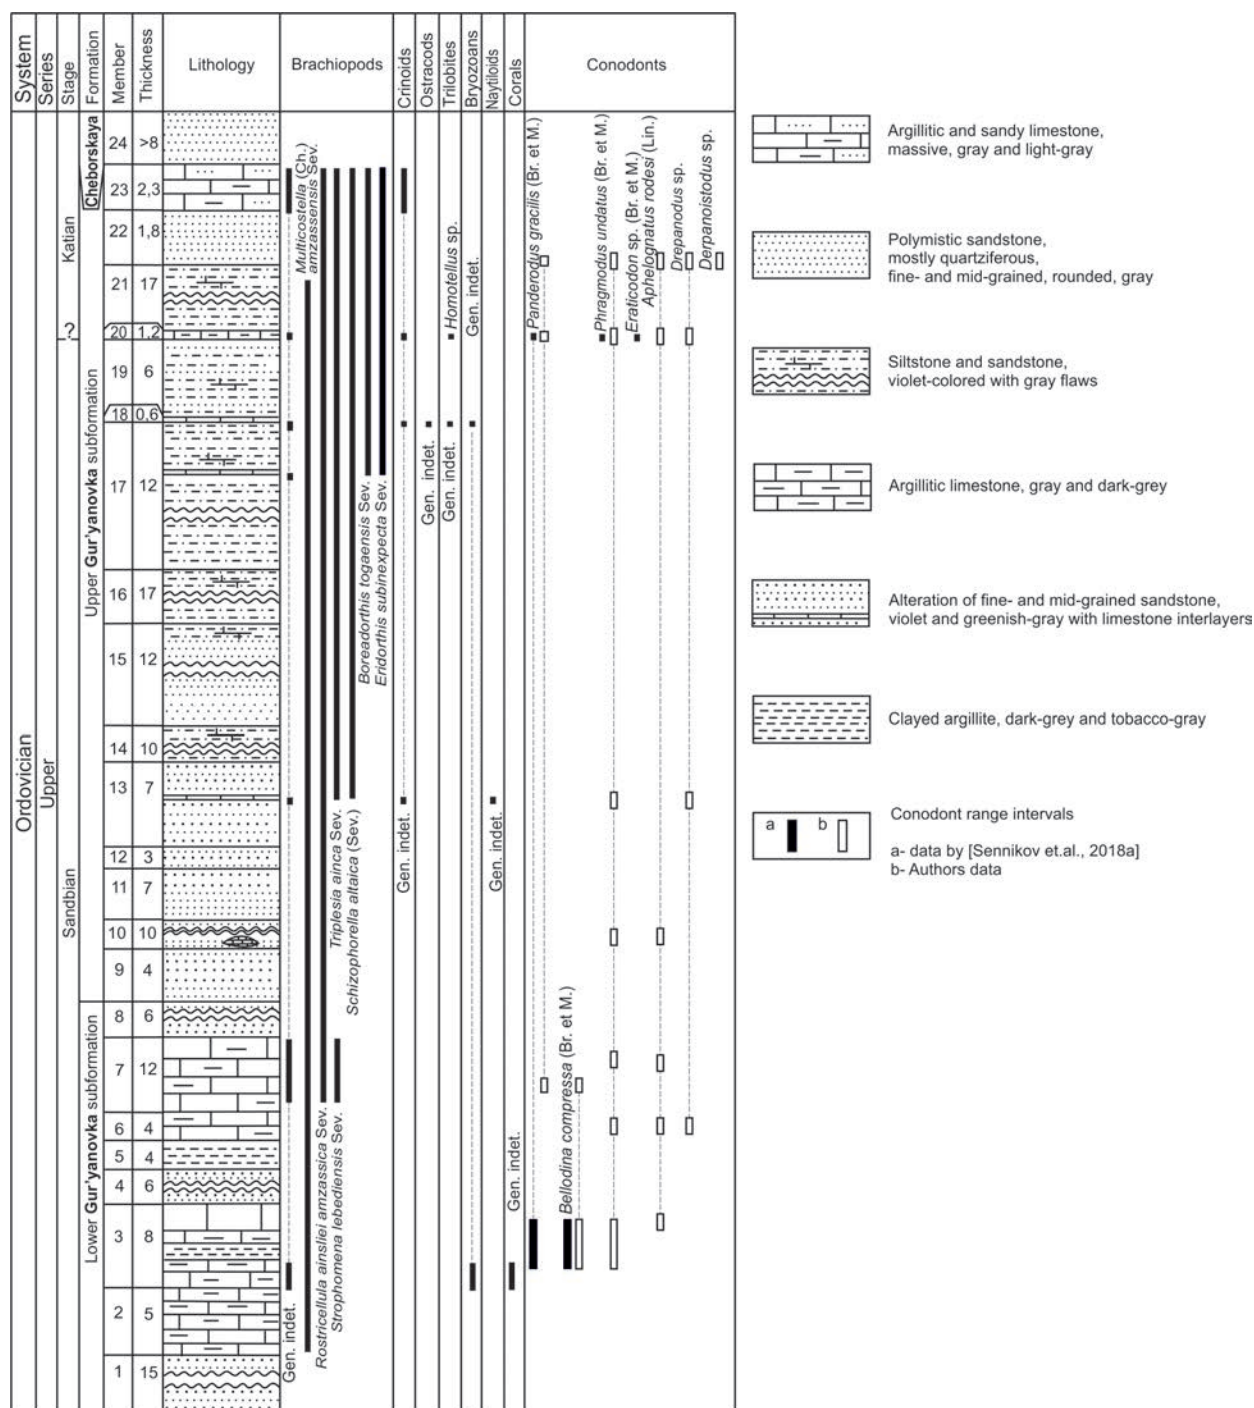 System
Series
Stage
Formation
Member
Thickness
Lithology
Brachiopods
Crinoids
Ostracods
Trilobites
Bryozoans
Naytiloids
Corals
Conodonts
Ordovician
Upper
Katian
?
Sandbian
Cheborskaya
Upper Gur'yanovka subformation
Lower Gur'yanovka subformation
24 >8
23 2,3
22 1,8
21 17
20 1,2
19 6
18 0,6
17 12
16 17
15 12
14 10
13 7
12 3
11 7
10 10
9 4
8 6
7 12
6 4
5 4
4 6
3 8
2 5
1 15
Gen. indet.
Multicostella (Ch.)
amzassensis Sev.
Rostricellula ainsliei amzassica Sev.
Strophomena lebediensis Sev.
Triplesia ainca Sev.
Schizophorella altaica (Sev.)
Boreadorthis togaensis Sev.
Eridorthis subinexpecta Sev.
Gen. indet.
Gen. indet.
Homotellus sp.
Gen. indet.
Gen. indet.
Gen. indet.
Gen. indet.
Panderodus gracilis (Br. et M.)
Bellodina compressa (Br. et M.)
Phragmodus undatus (Br. et M.)
Eraticodon sp. (Br. et M.)
Aphelognatus rodesi (Lin.)
Drepanodus sp.
Derpanoistodus sp.
Argillitic and sandy limestone,
massive, gray and light-gray
Polymistic sandstone,
mostly quartziferous,
fine- and mid-grained, rounded, gray
Siltstone and sandstone,
violet-colored with gray flaws
Argillitic limestone, gray and dark-grey
Alteration of fine- and mid-grained sandstone,
violet and greenish-gray with limestone interlayers
Clayed argillite, dark-grey and tobacco-gray
a b
Conodont range intervals
a- data by [Sennikov et.al., 2018a]
b- Authors data